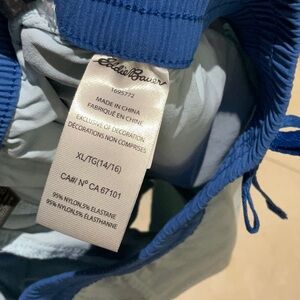 Eddie Bauer
1695772
MADE IN CHINA
FABRIQUÉ EN CHINE
EXCLUSIVE OF DECORATION
DÉCORATIONS NON COMPRISES
XL/TG(14/16)
CA#/ Nº CA 67101
95% NYLON,5% ELASTANE
95% NYLON,5% ÉLASTHANNE